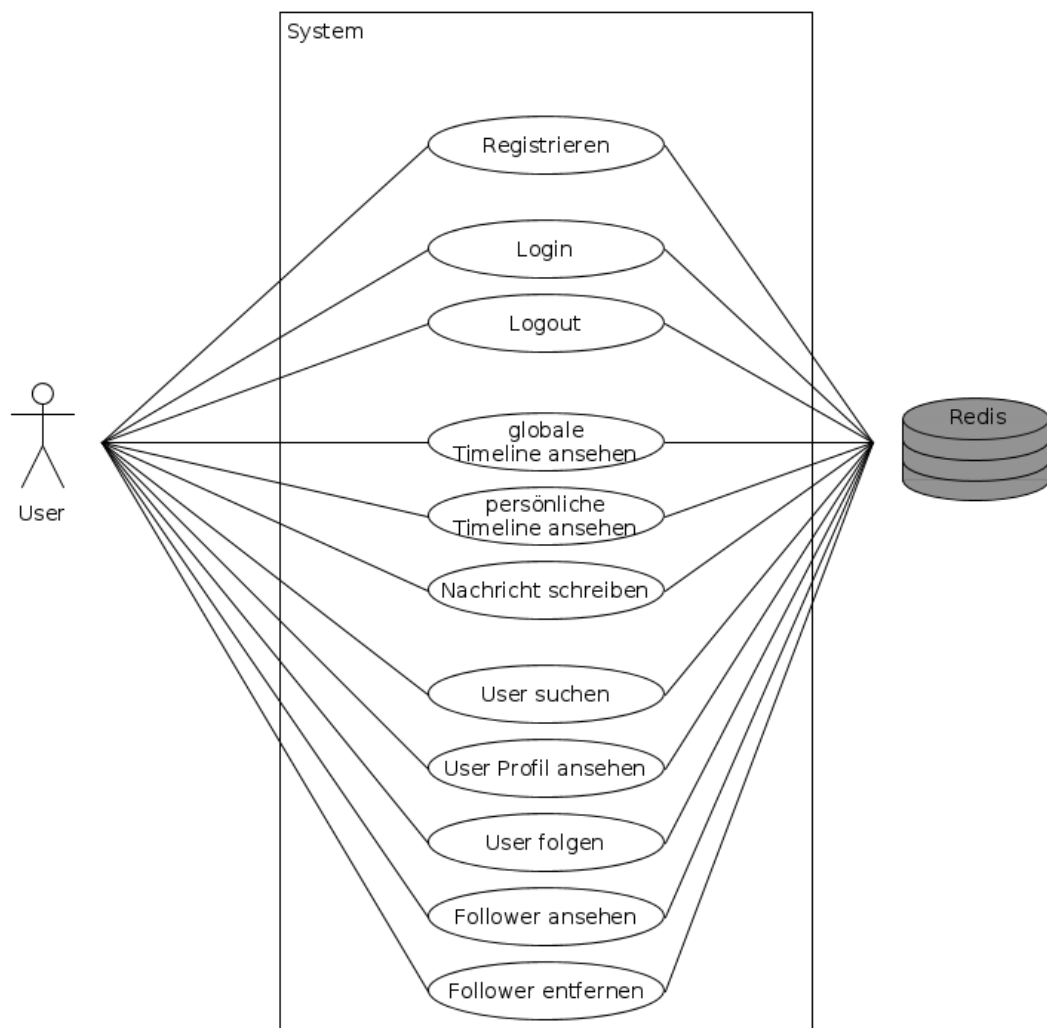 System
Registrieren
Login
Logout
globale
Timeline ansehen
Redis
User
persönliche
Timeline ansehen
Nachricht schreiben
User suchen
User Profil ansehen
User folgen
Follower ansehen
Follower entfernen